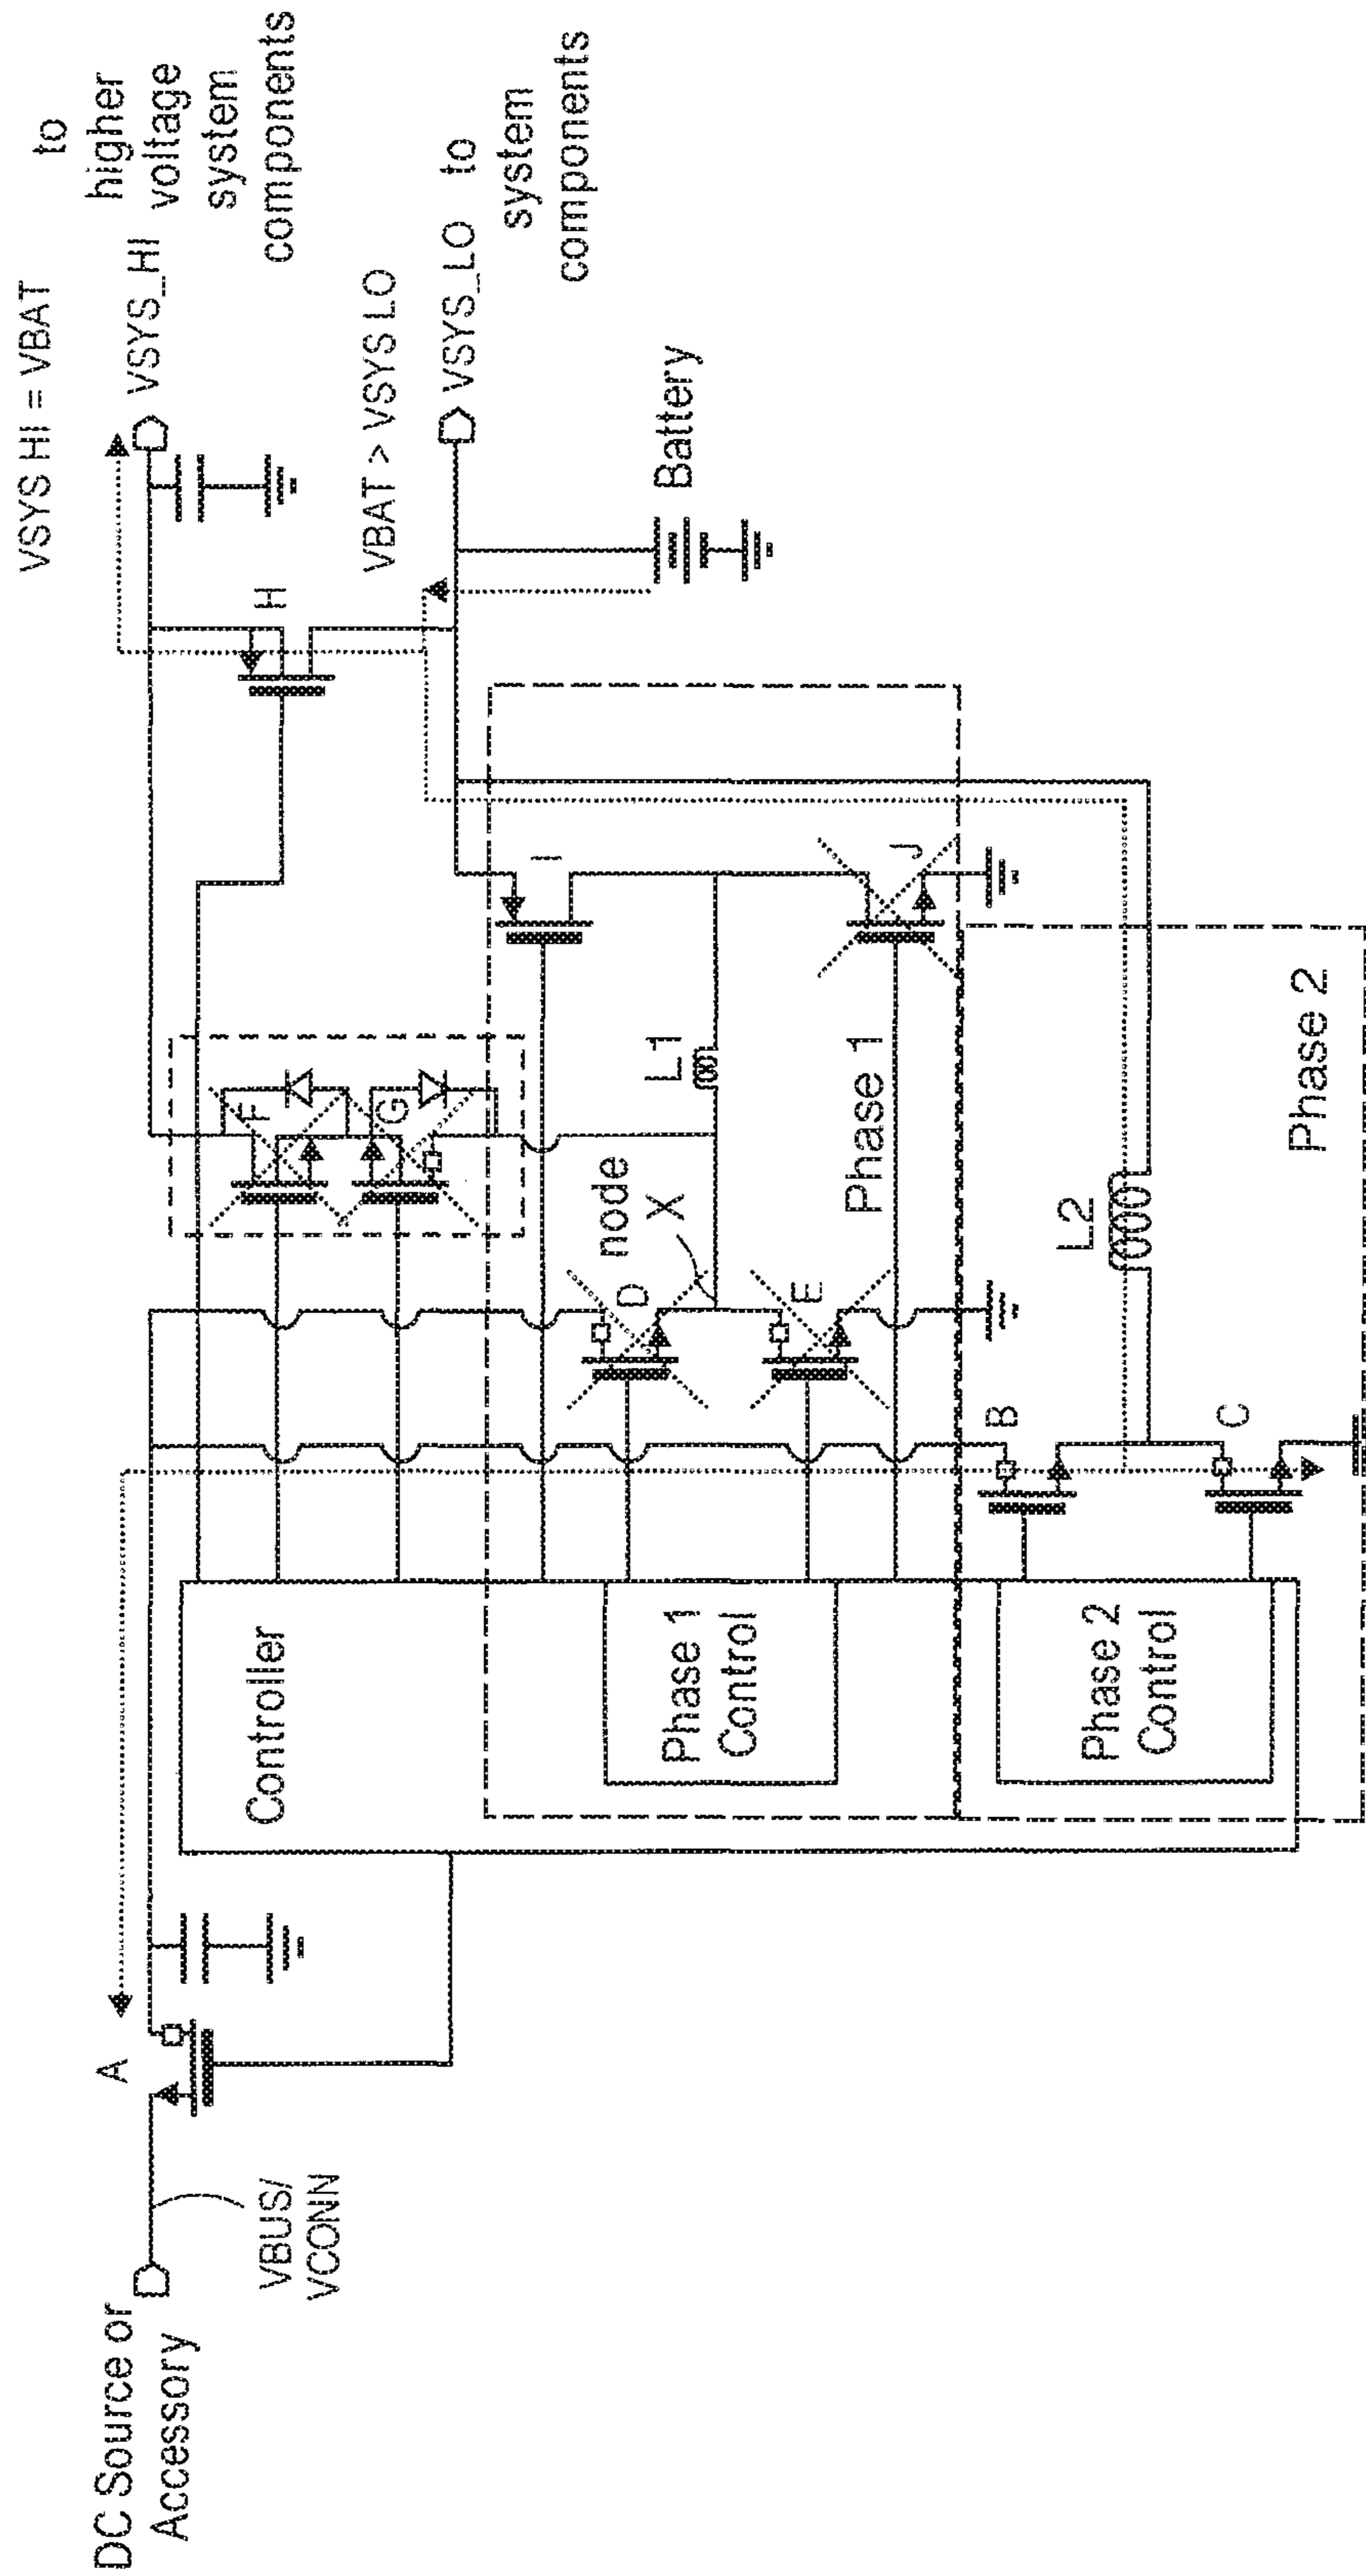 VSYS HI = VBAT
to
higher
voltage
system
components
VSYS_HI
VBAT > VSYS LO
VSYS_LO to
system
components
Battery
H
I
J
F
G
L1
node
X
D
E
Phase 1
B
C
L2
Phase 2
Controller
Phase 1
Control
Phase 2
Control
A
VBUS/
VCONN
DC Source or
Accessory